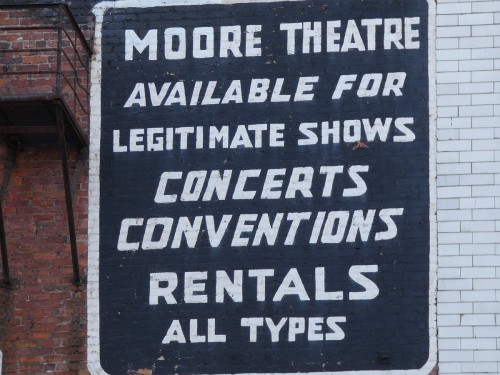 MOORE THEATRE
AVAILABLE FOR
LEGITIMATE SHOWS
CONCERTS
CONVENTIONS
RENTALS
ALL TYPES